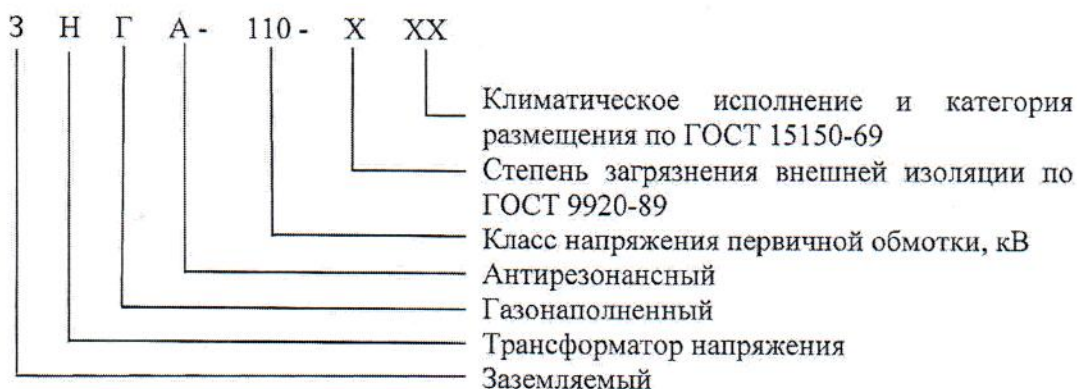 З Н Г А - 110 - Х ХХ
Климатическое исполнение и категория
размещения по ГОСТ 15150-69
Степень загрязнения внешней изоляции по
ГОСТ 9920-89
Класс напряжения первичной обмотки, кВ
Антирезонансный
Газонаполненный
Трансформатор напряжения
Заземляемый